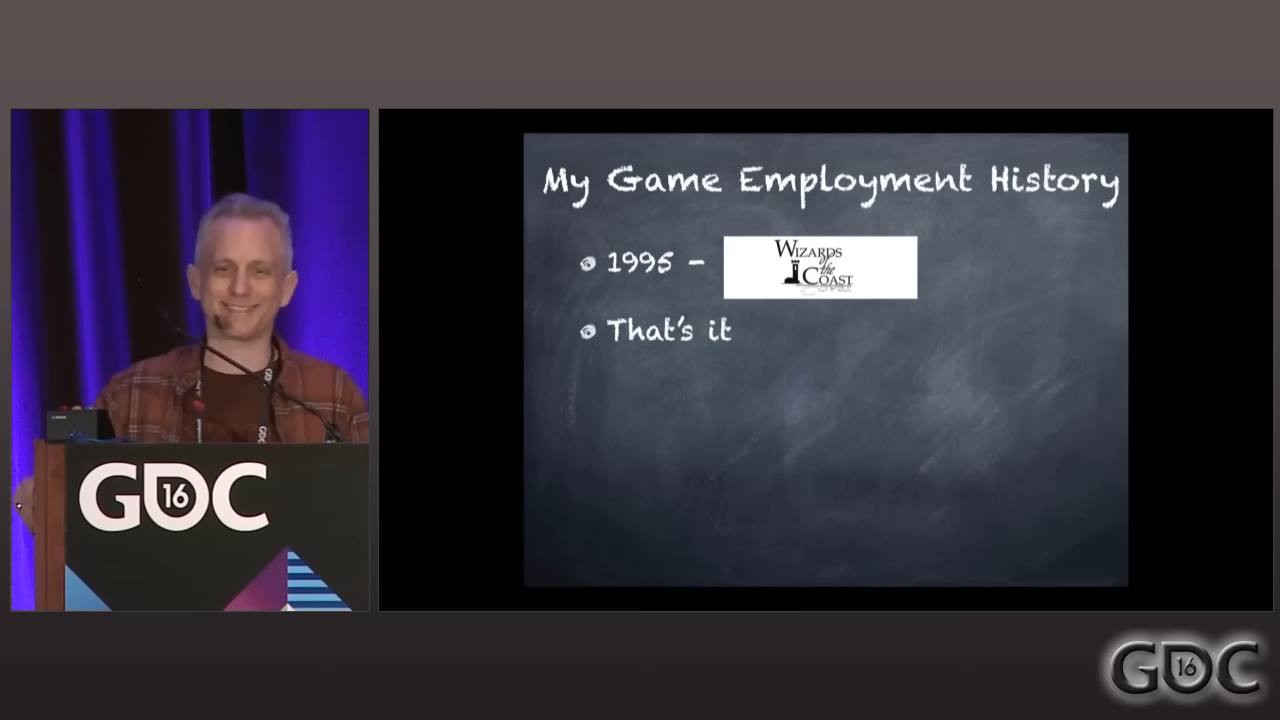 My Game Employment History
1995 –
WIZARDS
of the
COAST
That's it
GDC
16
GDC
16